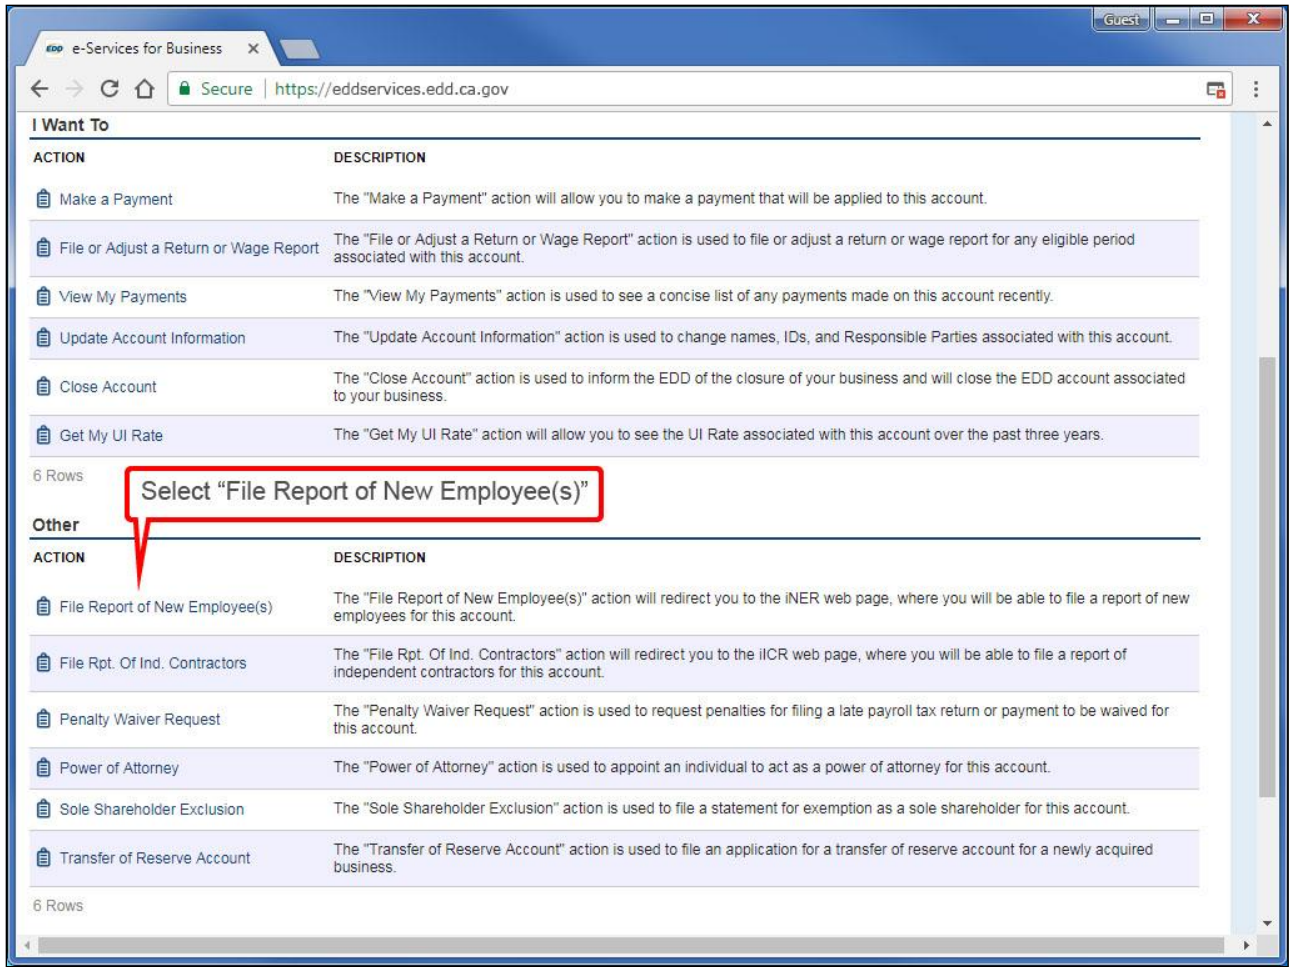 Guest
EDD e-Services for Business
Secure | https://eddservices.edd.ca.gov
I Want To
ACTION DESCRIPTION
Make a Payment The "Make a Payment" action will allow you to make a payment that will be applied to this account.
File or Adjust a Return or Wage Report The "File or Adjust a Return or Wage Report" action is used to file or adjust a return or wage report for any eligible period
associated with this account.
View My Payments The "View My Payments" action is used to see a concise list of any payments made on this account recently.
Update Account Information The "Update Account Information" action is used to change names, IDs, and Responsible Parties associated with this account.
Close Account The "Close Account" action is used to inform the EDD of the closure of your business and will close the EDD account associated
to your business.
Get My UI Rate The "Get My UI Rate" action will allow you to see the UI Rate associated with this account over the past three years.
6 Rows
Select “File Report of New Employee(s)”
Other
ACTION DESCRIPTION
File Report of New Employee(s) The "File Report of New Employee(s)" action will redirect you to the iNER web page, where you will be able to file a report of new
employees for this account.
File Rpt. Of Ind. Contractors The "File Rpt. Of Ind. Contractors" action will redirect you to the iICR web page, where you will be able to file a report of
independent contractors for this account.
Penalty Waiver Request The "Penalty Waiver Request" action is used to request penalties for filing a late payroll tax return or payment to be waived for
this account.
Power of Attorney The "Power of Attorney" action is used to appoint an individual to act as a power of attorney for this account.
Sole Shareholder Exclusion The "Sole Shareholder Exclusion" action is used to file a statement for exemption as a sole shareholder for this account.
Transfer of Reserve Account The "Transfer of Reserve Account" action is used to file an application for a transfer of reserve account for a newly acquired
business.
6 Rows